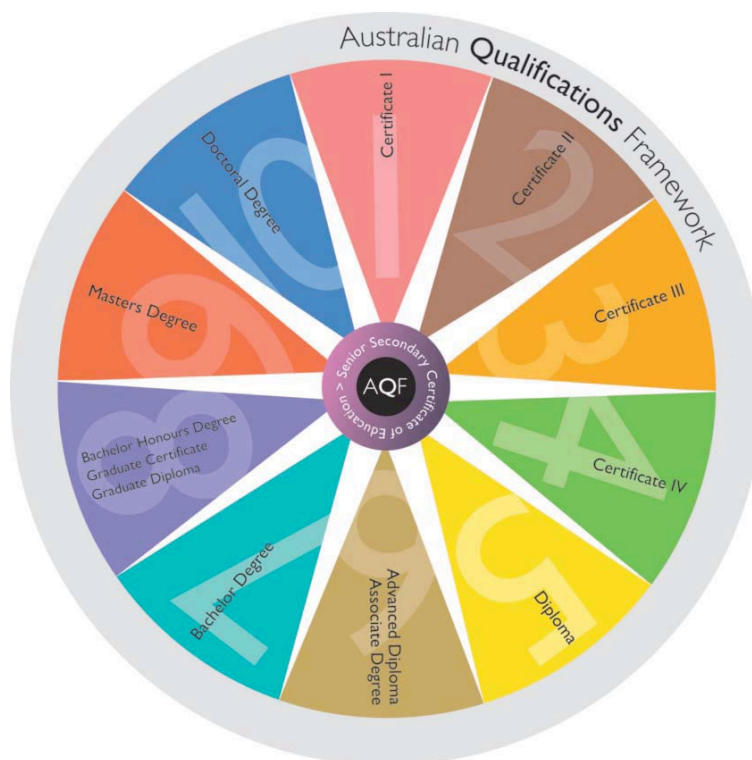 Australian Qualifications Framework
1
Certificate I
2
Certificate II
3
Certificate III
4
Certificate IV
5
Diploma
6
Advanced Diploma
Associate Degree
7
Bachelor Degree
8
Bachelor Honours Degree
Graduate Certificate
Graduate Diploma
9
Masters Degree
10
Doctoral Degree
Senior Secondary Certificate of Education >
AQF